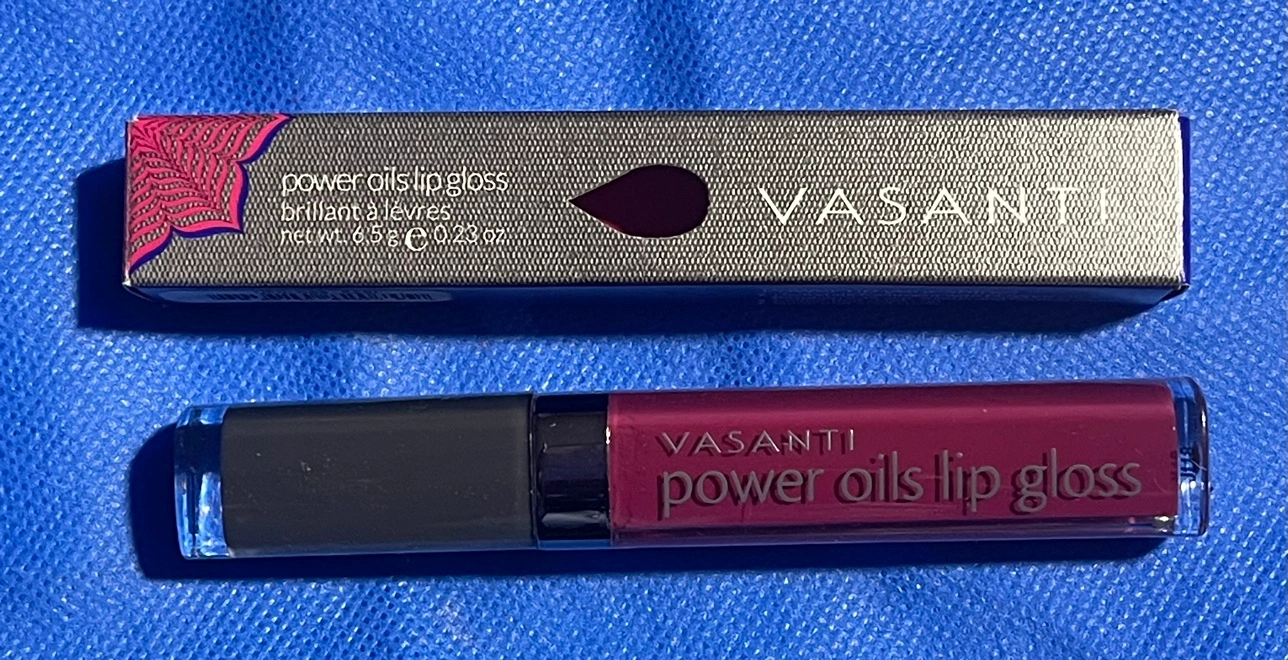 power oils lip gloss
brillant à lèvres
net wt. 6.5 g e 0.23 oz.
VASANTI
VASANTI
power oils lip gloss